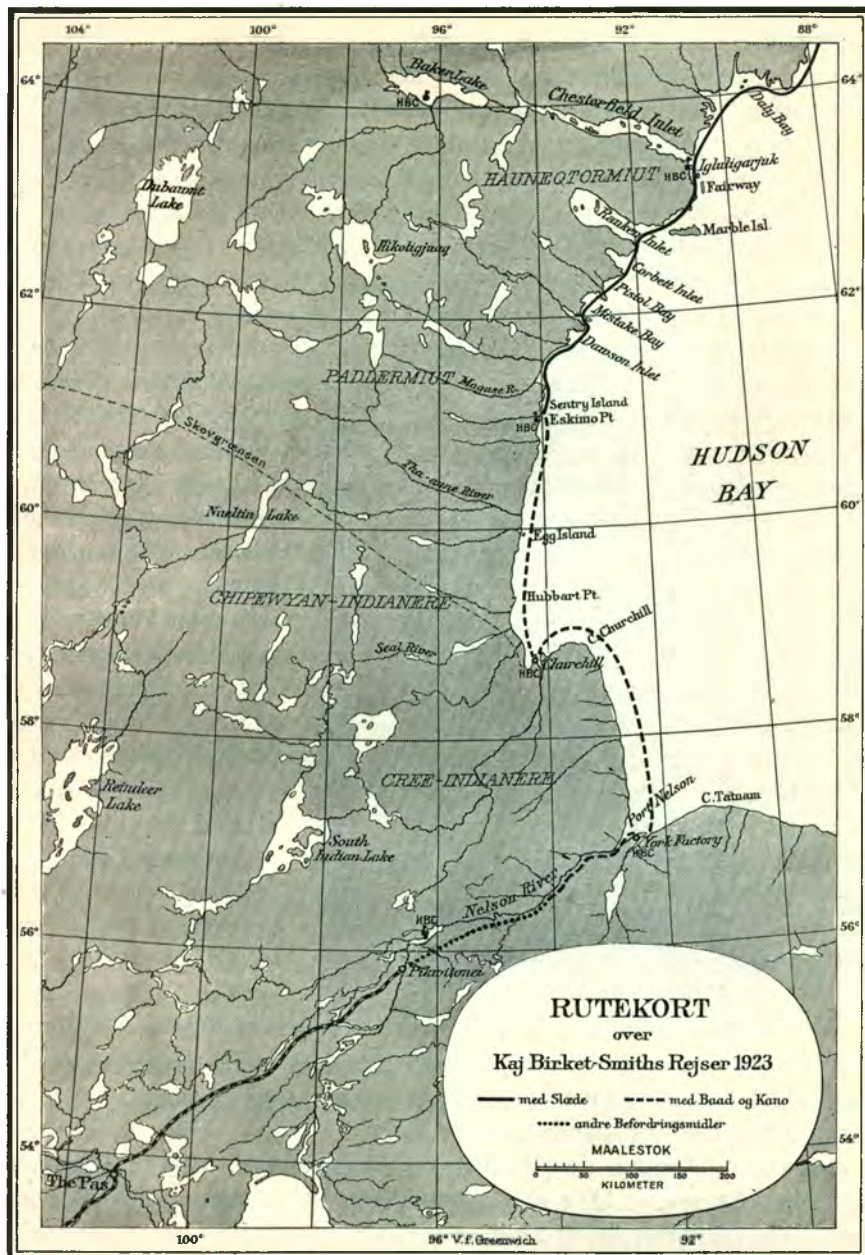 104° 100° 96° 92° 88°
64° 64°
Baker Lake
HBC
Chesterfield Inlet
Daly Bay
Igluligarjuk
HBC
HAUNEQTORMIUT
Fairway
Dubawnt
Lake
Ranken Inlet
Marble Isl.
Hikoligjuaq
Corbett Inlet
62° 62°
Pistol Bay
Mistake Bay
Dawson Inlet
PADDERMIUT
Maguse R.
Sentry Island
Eskimo Pt.
HBC
Skovgrænsen
HUDSON
BAY
Tha-anne River
60° 60°
Nueltin Lake
Egg Island
CHIPEWYAN-INDIANERE
Hubbart Pt.
C. Churchill
Seal River
Churchill
HBC
58° 58°
CREE-INDIANERE
Reindeer
Lake
C. Tatnam
Port Nelson
South
Indian Lake
York Factory
HBC
Nelson River
HBC
56° 56°
Pikwitonei
RUTEKORT
over
Kaj Birket-Smiths Rejser 1923
med Slæde med Baad og Kano
andre Befordringsmidler
MAALESTOK
54° 54°
0 50 100 150 200
KILOMETER
The Pas
100° 96° V.f. Greenwich 92°